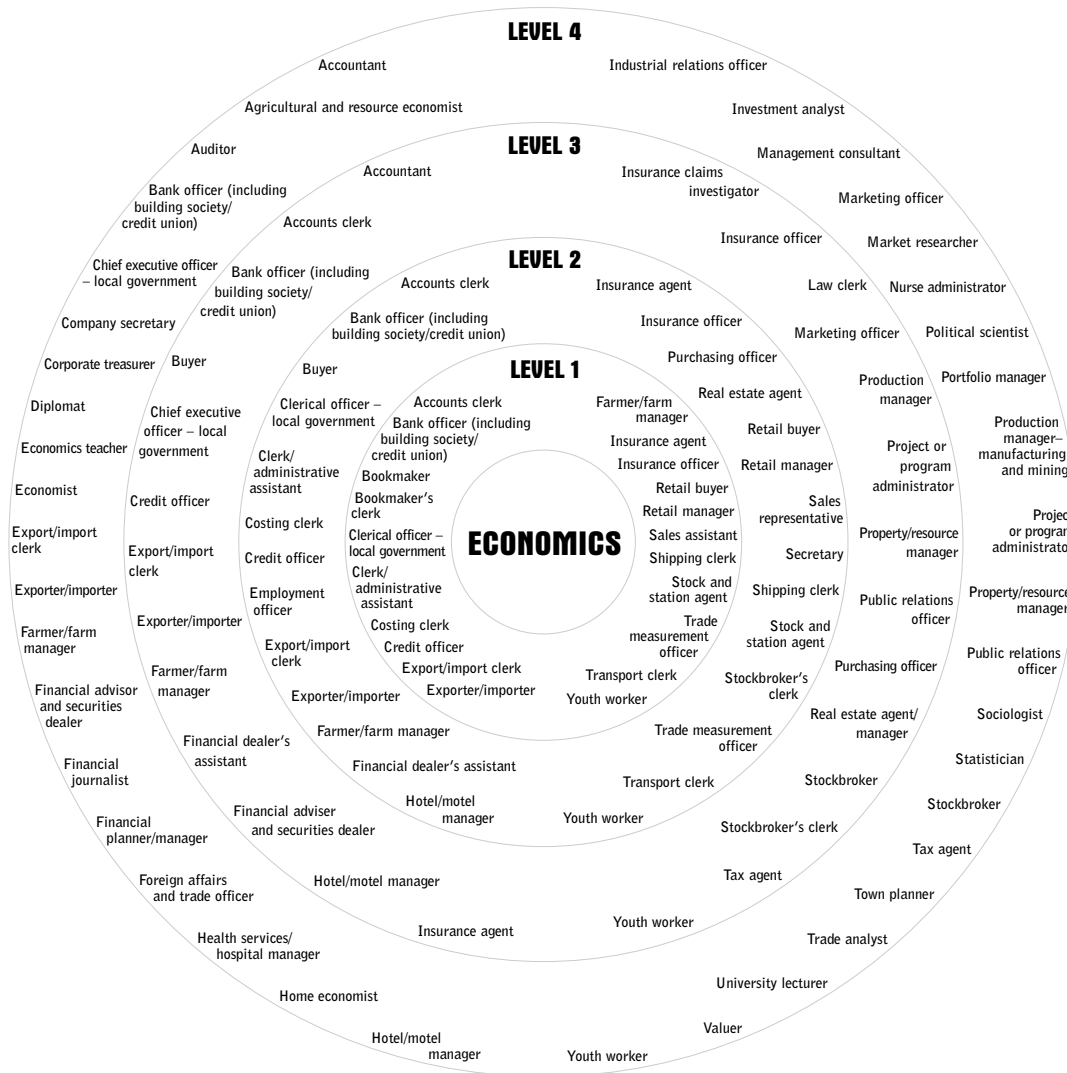 LEVEL 4
Accountant
Agricultural and resource economist
Auditor
Bank officer (including
building society/
credit union)
Chief executive officer
– local government
Company secretary
Corporate treasurer
Diplomat
Economics teacher
Economist
Export/import
clerk
Exporter/importer
Farmer/farm
manager
Financial advisor
and securities
dealer
Financial
journalist
Financial
planner/manager
Foreign affairs
and trade officer
Health services/
hospital manager
Home economist
Hotel/motel
manager
Industrial relations officer
Investment analyst
Management consultant
Marketing officer
Market researcher
Nurse administrator
Political scientist
Portfolio manager
Production
manager–
manufacturing
and mining
Projec
or program
administrato
Property/resource
manager
Public relations
officer
Sociologist
Statistician
Stockbroker
Tax agent
Town planner
Trade analyst
University lecturer
Valuer
Youth worker
LEVEL 3
Accountant
Accounts clerk
Bank officer (including
building society/
credit union)
Buyer
Chief executive
officer – local
government
Credit officer
Export/import
clerk
Exporter/importer
Farmer/farm
manager
Financial dealer's
assistant
Financial adviser
and securities dealer
Hotel/motel manager
Insurance agent
Insurance claims
investigator
Insurance officer
Law clerk
Marketing officer
Production
manager
Project or
program
administrator
Property/resource
manager
Public relations
officer
Purchasing officer
Real estate agent/
manager
Stockbroker
Stockbroker's clerk
Tax agent
Youth worker
LEVEL 2
Accounts clerk
Bank officer (including
building society/credit union)
Buyer
Clerical officer –
local government
Clerk/
administrative
assistant
Costing clerk
Credit officer
Employment
officer
Export/import
clerk
Exporter/importer
Farmer/farm manager
Financial dealer's assistant
Hotel/motel
manager
Insurance agent
Insurance officer
Purchasing officer
Real estate agent
Retail buyer
Retail manager
Sales
representative
Secretary
Shipping clerk
Stock and
station agent
Stockbroker's
clerk
Trade measurement
officer
Transport clerk
Youth worker
LEVEL 1
Accounts clerk
Bank officer (including
building society/
credit union)
Bookmaker
Bookmaker's
clerk
Clerical officer –
local government
Clerk/
administrative
assistant
Costing clerk
Credit officer
Export/import clerk
Exporter/importer
Farmer/farm
manager
Insurance agent
Insurance officer
Retail buyer
Retail manager
Sales assistant
Shipping clerk
Stock and
station agent
Trade
measurement
officer
Transport clerk
Youth worker
ECONOMICS